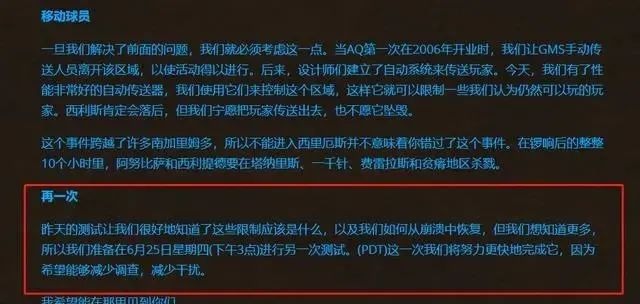 移动球员
一旦我们解决了前面的问题，我们就必须考虑这一点。当AQ第一次在2006年开业时，我们让GMS手动传
送人员离开该区域，以使活动得以进行。后来，设计师们建立了自动系统来传送玩家。今天，我们有了性
能非常好的自动传送器，我们使用它们来控制这个区域，这样它就可以限制一些我们认为仍然可以玩的玩
家。西利斯肯定会落后，但我们宁愿把玩家传送出去，也不愿它坠毁。
这个事件跨越了许多南加里姆多，所以不能进入西里厄斯并不意味着你错过了这个事件。在锣响后的整整
10个小时里，阿努比萨和西利提德要在塔纳里斯、一千针、费雷拉斯和贫瘠地区杀戮。
再一次
昨天的测试让我们很好地知道了这些限制应该是什么，以及我们如何从崩溃中恢复，但我们想知道更多，
所以我们准备在6月25日星期四(下午3点)进行另一次测试。(PDT)这一次我们将努力更快地完成它，因为
希望能够减少调查，减少干扰。
我希望能在那里见到你们